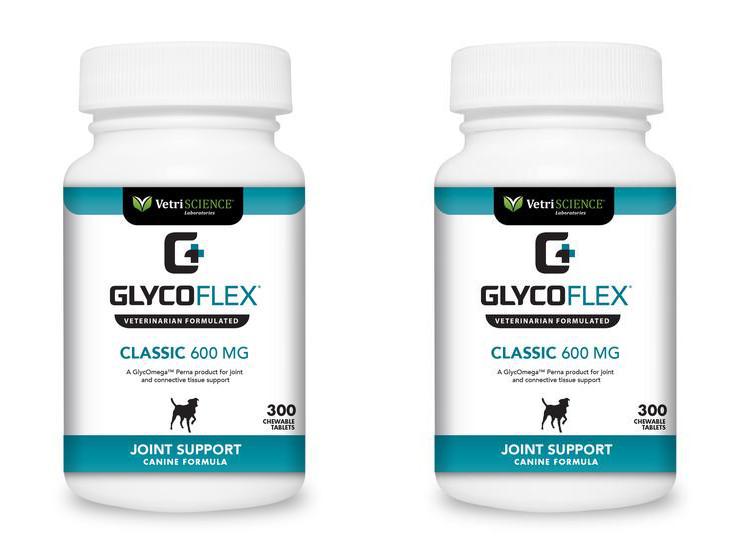 VetriSCIENCE
Laboratories
G+
GLYCOFLEX®
VETERINARIAN FORMULATED
CLASSIC 600 MG
A GlycOmega™ Perna product for joint
and connective tissue support
300
CHEWABLE
TABLETS
JOINT SUPPORT
CANINE FORMULA
VetriSCIENCE
Laboratories
G+
GLYCOFLEX®
VETERINARIAN FORMULATED
CLASSIC 600 MG
A GlycOmega™ Perna product for joint
and connective tissue support
300
CHEWABLE
TABLETS
JOINT SUPPORT
CANINE FORMULA